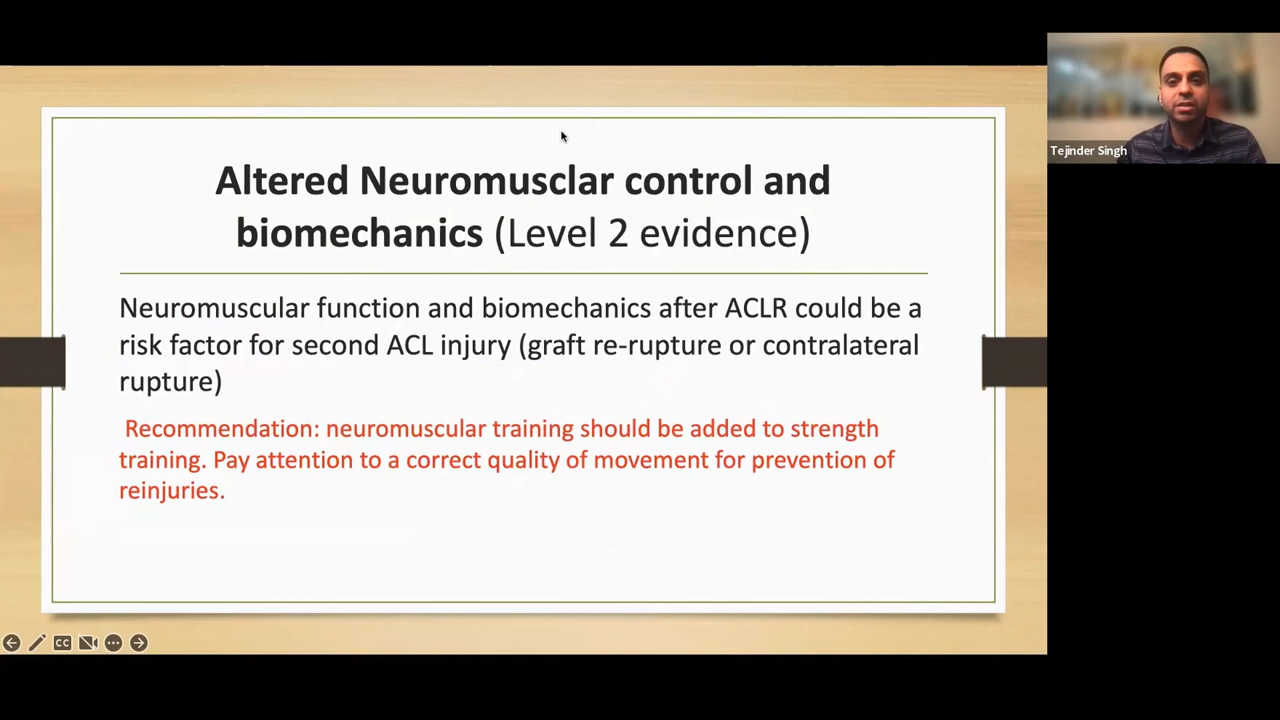 Altered Neuromusclar control and
biomechanics (Level 2 evidence)
Neuromuscular function and biomechanics after ACLR could be a
risk factor for second ACL injury (graft re-rupture or contralateral
rupture)
Recommendation: neuromuscular training should be added to strength
training. Pay attention to a correct quality of movement for prevention of
reinjuries.
Tejinder Singh
CC